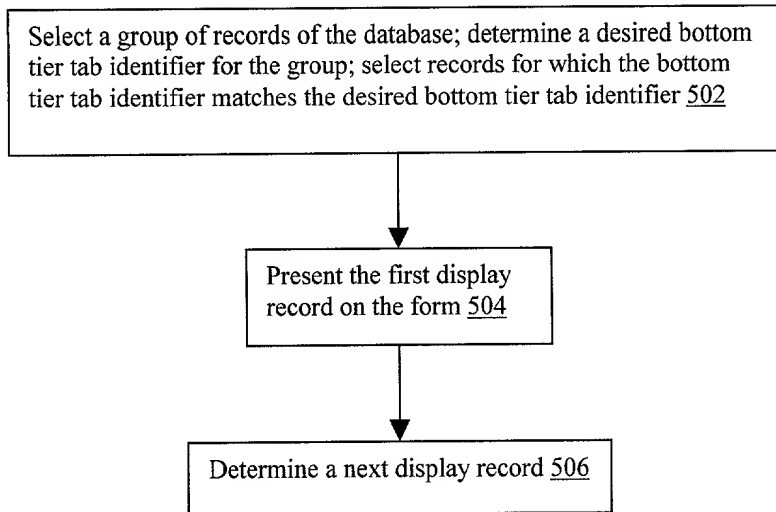 Select a group of records of the database; determine a desired bottom
tier tab identifier for the group; select records for which the bottom
tier tab identifier matches the desired bottom tier tab identifier 502
Present the first display
record on the form 504
Determine a next display record 506